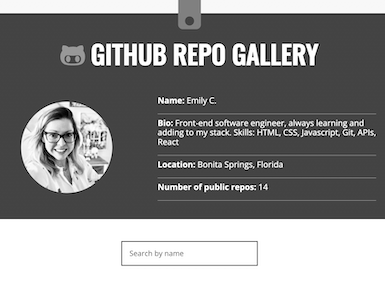 GITHUB REPO GALLERY
Name: Emily C.
Bio: Front-end software engineer, always learning and
adding to my stack. Skills: HTML, CSS, Javascript, Git, APIs,
React
Location: Bonita Springs, Florida
Number of public repos: 14
Search by name